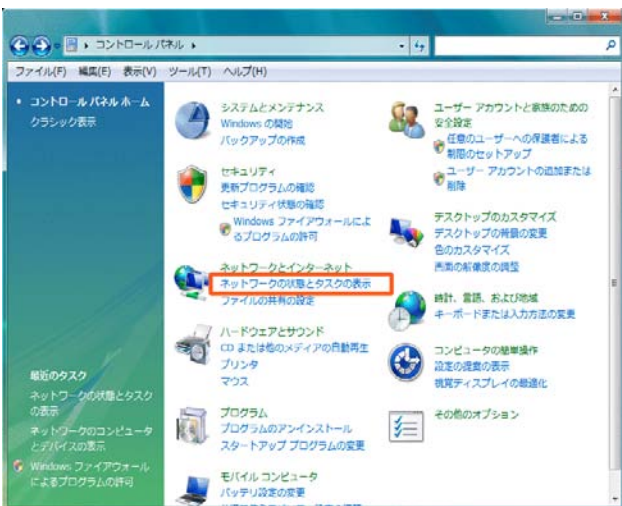 コントロール パネル
ファイル(F) 編集(E) 表示(V) ツール(T) ヘルプ(H)
コントロール パネル ホーム
クラシック表示
システムとメンテナンス
Windows の開始
バックアップの作成
セキュリティ
更新プログラムの確認
セキュリティ状態の確認
Windows ファイアウォールによ
るプログラムの許可
ネットワークとインターネット
ネットワークの状態とタスクの表示
ファイルの共有の設定
ハードウェアとサウンド
CD または他のメディアの自動再生
プリンタ
マウス
プログラム
プログラムのアンインストール
スタートアップ プログラムの変更
モバイル コンピュータ
バッテリ設定の変更
ユーザー アカウントと家族のための
安全設定
任意のユーザーへの保護者による
制限のセットアップ
ユーザー アカウントの追加または
削除
デスクトップのカスタマイズ
デスクトップの背景の変更
色のカスタマイズ
画面の解像度の調整
時計、言語、および地域
キーボードまたは入力方法の変更
コンピュータの簡単操作
設定の提案の表示
視覚ディスプレイの最適化
その他のオプション
最近のタスク
ネットワークの状態とタスク
の表示
ネットワークのコンピュータ
とデバイスの表示
Windows ファイアウォール
によるプログラムの許可